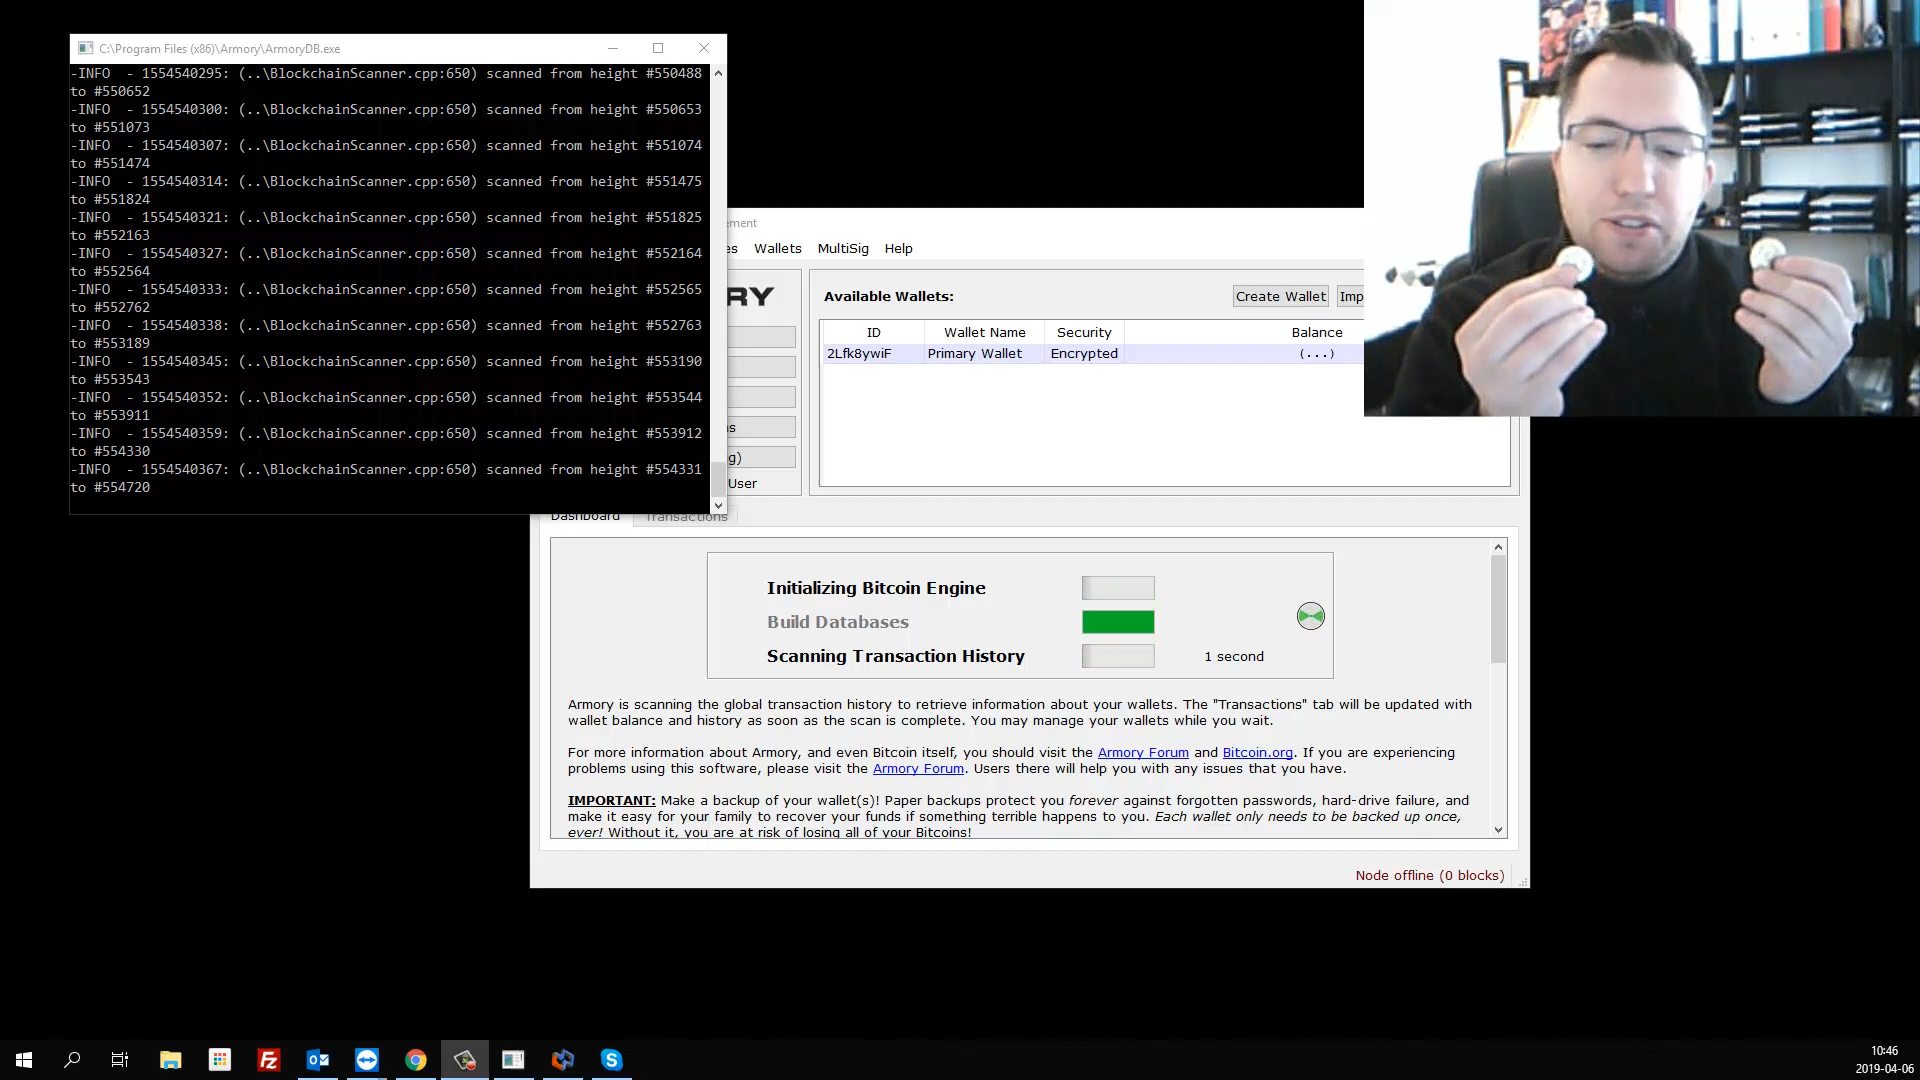 C:\Program Files (x86)\Armory\ArmoryDB.exe
-INFO  - 1554540295: (..\BlockchainScanner.cpp:650) scanned from height #550488
to #550652
-INFO  - 1554540300: (..\BlockchainScanner.cpp:650) scanned from height #550653
to #551073
-INFO  - 1554540307: (..\BlockchainScanner.cpp:650) scanned from height #551074
to #551474
-INFO  - 1554540314: (..\BlockchainScanner.cpp:650) scanned from height #551475
to #551824
-INFO  - 1554540321: (..\BlockchainScanner.cpp:650) scanned from height #551825
to #552163
-INFO  - 1554540327: (..\BlockchainScanner.cpp:650) scanned from height #552164
to #552564
-INFO  - 1554540333: (..\BlockchainScanner.cpp:650) scanned from height #552565
to #552762
-INFO  - 1554540338: (..\BlockchainScanner.cpp:650) scanned from height #552763
to #553189
-INFO  - 1554540345: (..\BlockchainScanner.cpp:650) scanned from height #553190
to #553543
-INFO  - 1554540352: (..\BlockchainScanner.cpp:650) scanned from height #553544
to #553911
-INFO  - 1554540359: (..\BlockchainScanner.cpp:650) scanned from height #553912
to #554330
-INFO  - 1554540367: (..\BlockchainScanner.cpp:650) scanned from height #554331
to #554720
ement
es Wallets MultiSig Help
RY
ns
g)
User
Available Wallets:
Create Wallet
Imp
ID Wallet Name Security Balance
2Lfk8ywiF Primary Wallet Encrypted (...)
Dashboard Transactions
Initializing Bitcoin Engine
Build Databases
Scanning Transaction History 1 second
Armory is scanning the global transaction history to retrieve information about your wallets. The "Transactions" tab will be updated with
wallet balance and history as soon as the scan is complete. You may manage your wallets while you wait.
For more information about Armory, and even Bitcoin itself, you should visit the Armory Forum and Bitcoin.org. If you are experiencing
problems using this software, please visit the Armory Forum. Users there will help you with any issues that you have.
IMPORTANT: Make a backup of your wallet(s)! Paper backups protect you forever against forgotten passwords, hard-drive failure, and
make it easy for your family to recover your funds if something terrible happens to you. Each wallet only needs to be backed up once,
ever! Without it, you are at risk of losing all of your Bitcoins!
Node offline (0 blocks)
10:46
2019-04-06